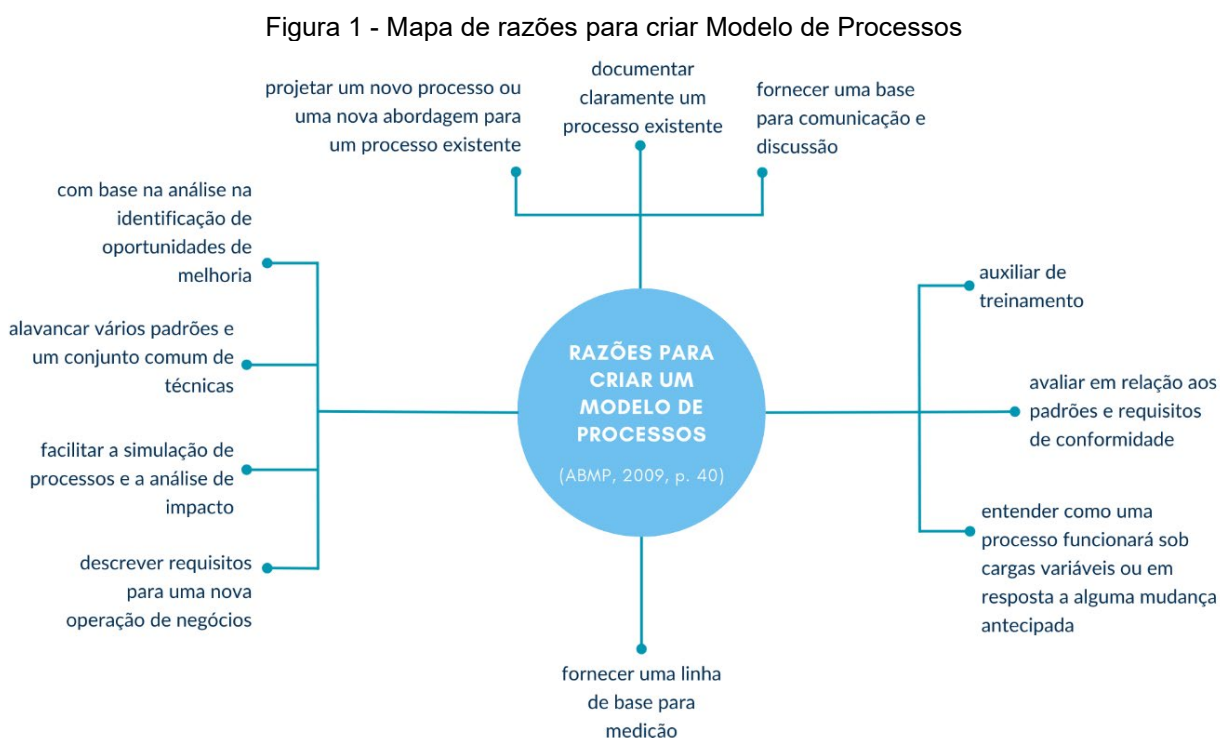 Figura 1 - Mapa de razões para criar Modelo de Processos
projetar um novo processo ou
uma nova abordagem para
um processo existente
documentar
claramente um
processo existente
fornecer uma base
para comunicação e
discussão
com base na análise na
identificação de
oportunidades de
melhoria
alavancar vários padrões e
um conjunto comum de
técnicas
facilitar a simulação de
processos e a análise de
impacto
descrever requisitos
para uma nova
operação de negócios
RAZÕES PARA
CRIAR UM
MODELO DE
PROCESSOS
(ABMP, 2009, p. 40)
auxiliar de
treinamento
avaliar em relação aos
padrões e requisitos
de conformidade
entender como uma
processo funcionará sob
cargas variáveis ou em
resposta a alguma mudança
antecipada
fornecer uma linha
de base para
medicão